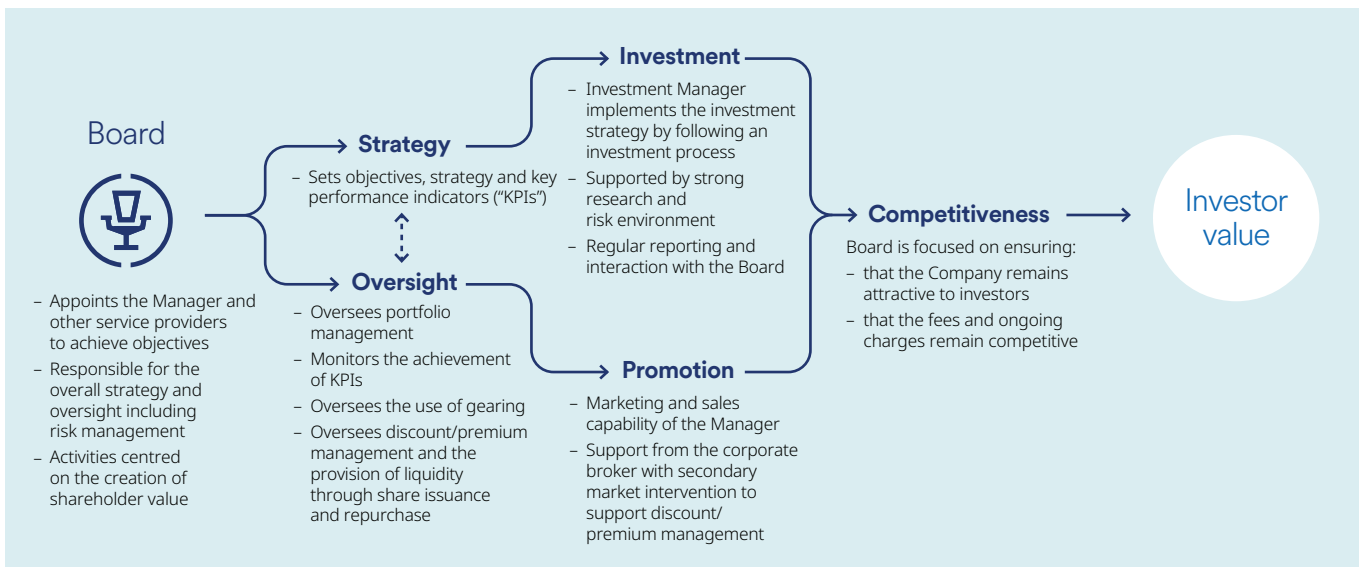 Board
– Appoints the Manager and
other service providers
to achieve objectives
– Responsible for the
overall strategy and
oversight including
risk management
– Activities centred
on the creation of
shareholder value
Strategy
– Sets objectives, strategy and key
performance indicators (“KPIs”)
Oversight
– Oversees portfolio
management
– Monitors the achievement
of KPIs
– Oversees the use of gearing
– Oversees discount/premium
management and the
provision of liquidity
through share issuance
and repurchase
Investment
– Investment Manager
implements the investment
strategy by following an
investment process
– Supported by strong
research and
risk environment
– Regular reporting and
interaction with the Board
Promotion
– Marketing and sales
capability of the Manager
– Support from the corporate
broker with secondary
market intervention to
support discount/
premium management
Competitiveness
Board is focused on ensuring:
– that the Company remains
attractive to investors
– that the fees and ongoing
charges remain competitive
Investor
value